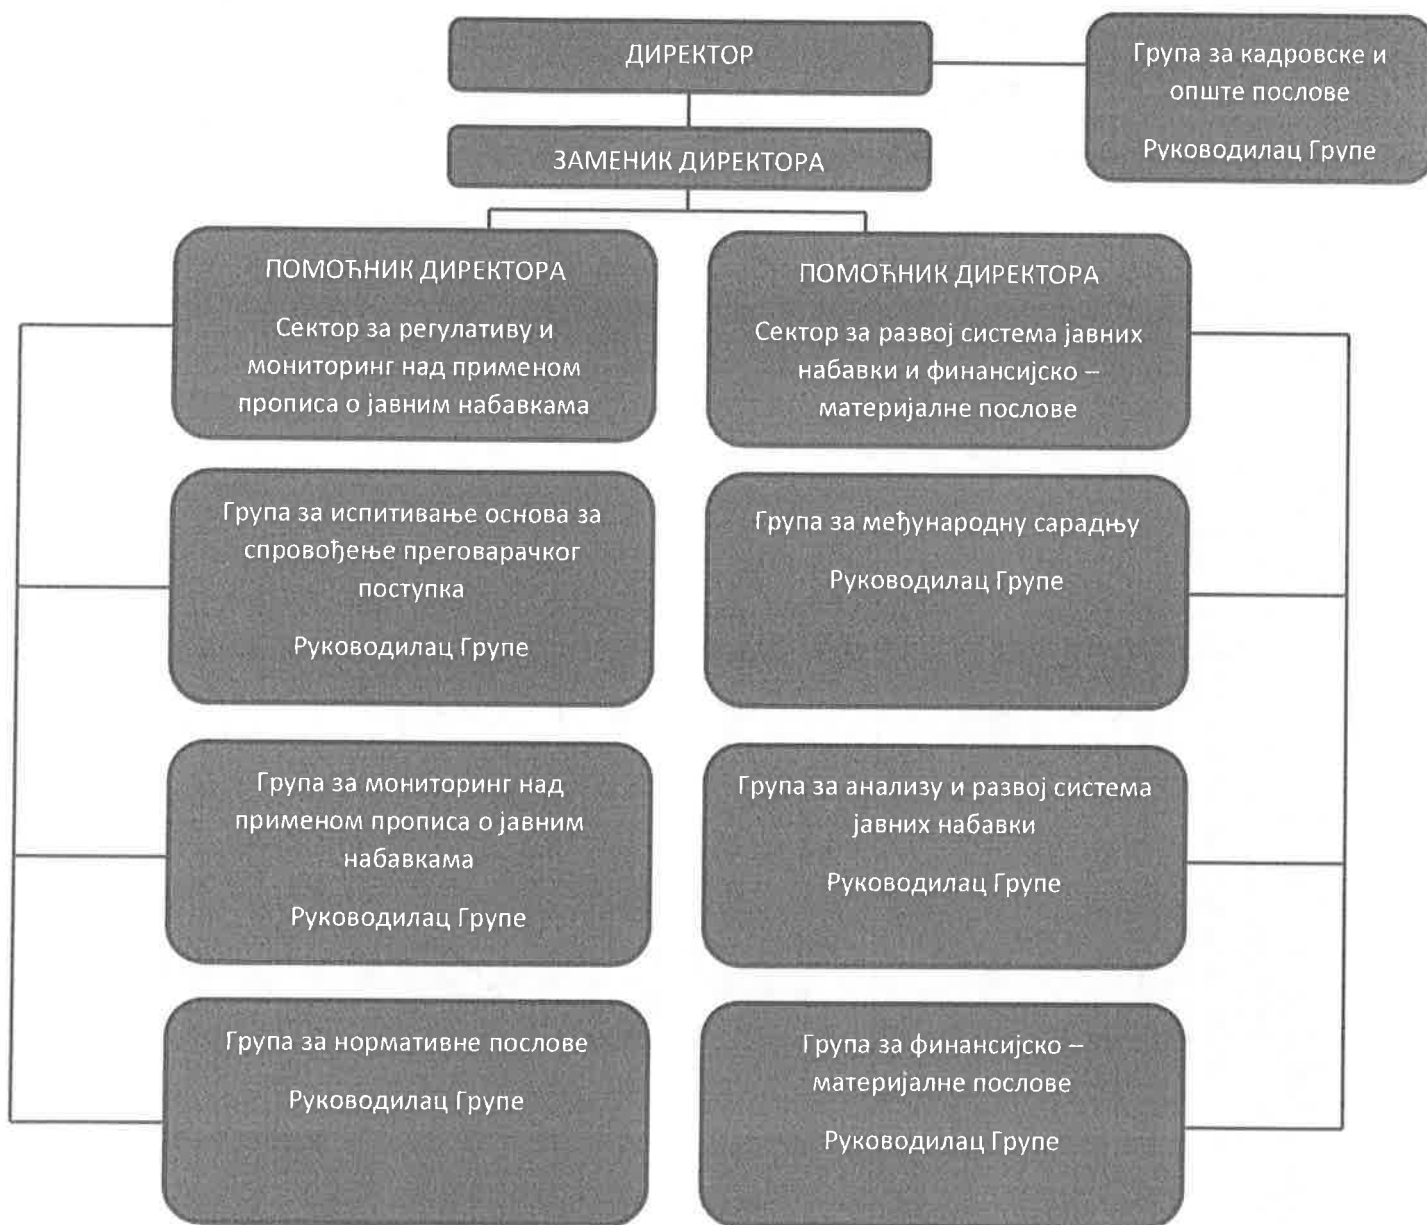 ДИРЕКТОР
Група за кадровске и
опште послове
Руководилац Групе
ЗАМЕНИК ДИРЕКТОРА
ПОМОЋНИК ДИРЕКТОРА
Сектор за регулативу и
мониторинг над применом
прописа о јавним набавкама
ПОМОЋНИК ДИРЕКТОРА
Сектор за развој система јавних
набавки и финансијско –
материјалне послове
Група за испитивање основа за
спровођење преговарачког
поступка
Руководилац Групе
Група за међународну сарадњу
Руководилац Групе
Група за мониторинг над
применом прописа о јавним
набавкама
Руководилац Групе
Група за анализу и развој система
јавних набавки
Руководилац Групе
Група за нормативне послове
Руководилац Групе
Група за финансијско –
материјалне послове
Руководилац Групе